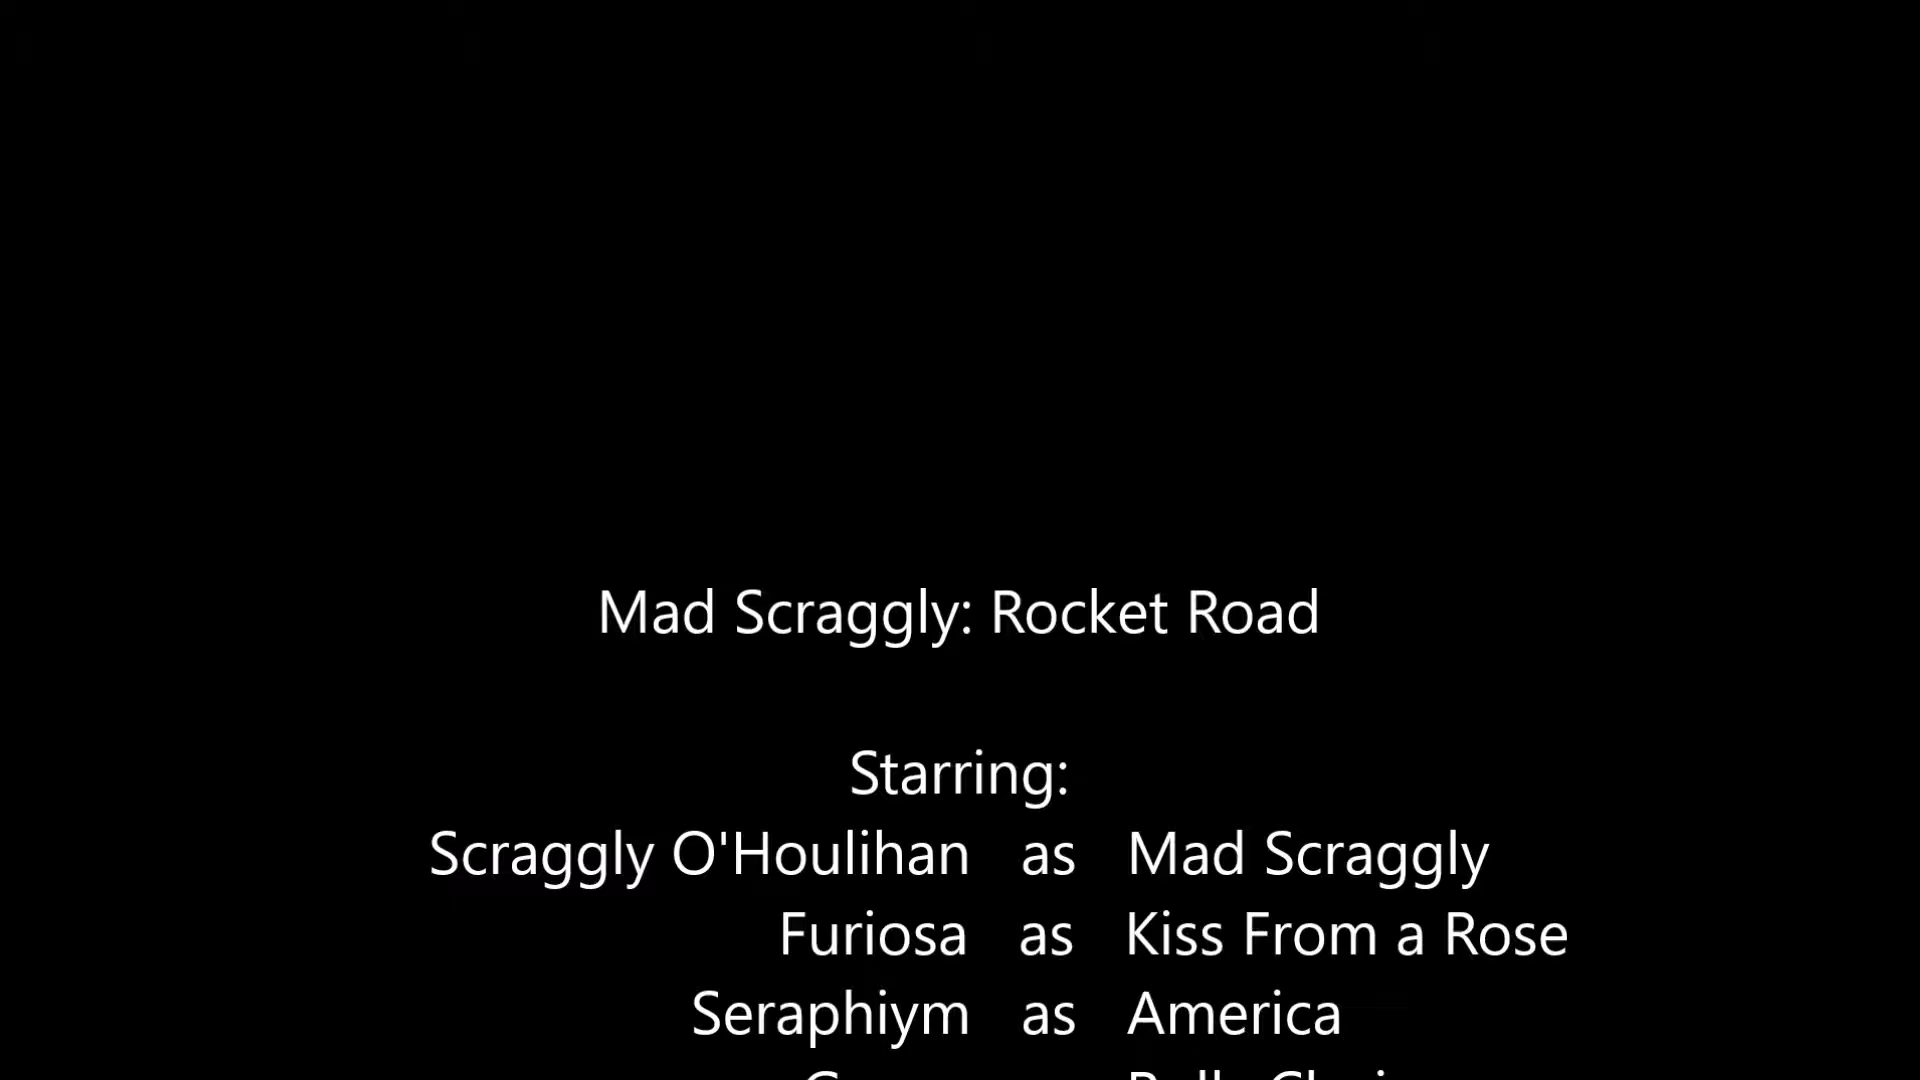 Mad Scraggly: Rocket Road
Starring:
Scraggly O'Houlihan as Mad Scraggly
Furiosa as Kiss From a Rose
Seraphiym as America